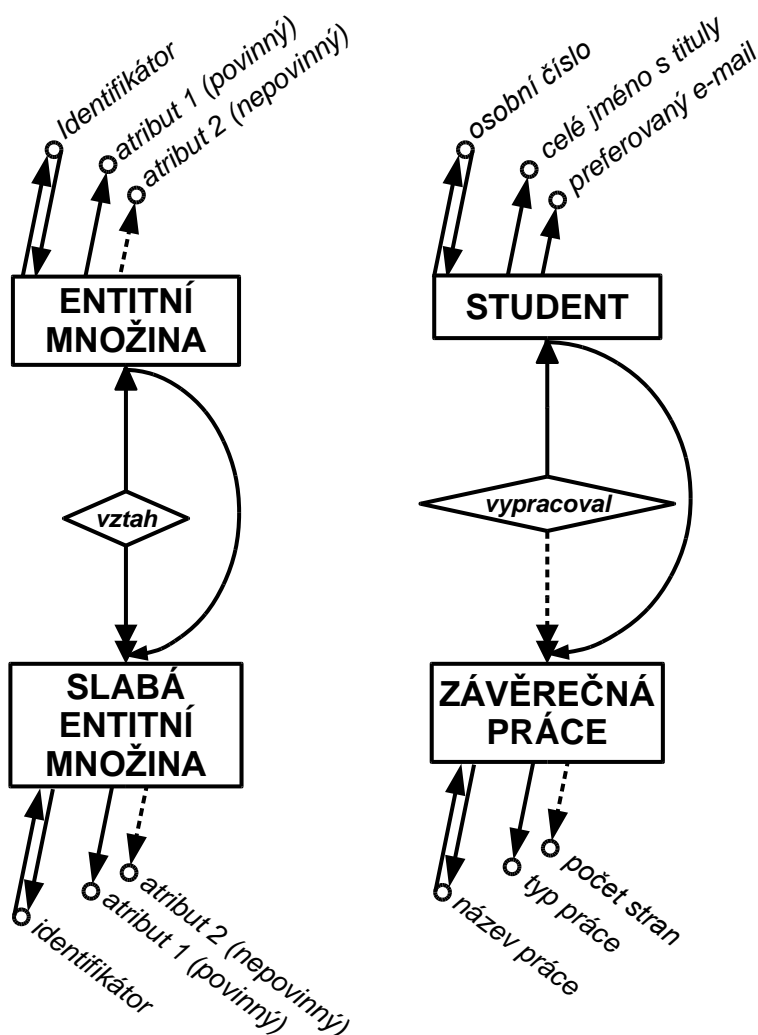 Identifikátor
atribut 1 (povinný)
atribut 2 (nepovinný)
ENTITNÍ
MNOŽINA
vztah
SLABÁ
ENTITNÍ
MNOŽINA
atribut 2 (nepovinný)
atribut 1 (povinný)
identifikátor
osobní číslo
celé jméno s tituly
preferovaný e-mail
STUDENT
vypracoval
ZÁVĚREČNÁ
PRÁCE
počet stran
typ práce
název práce